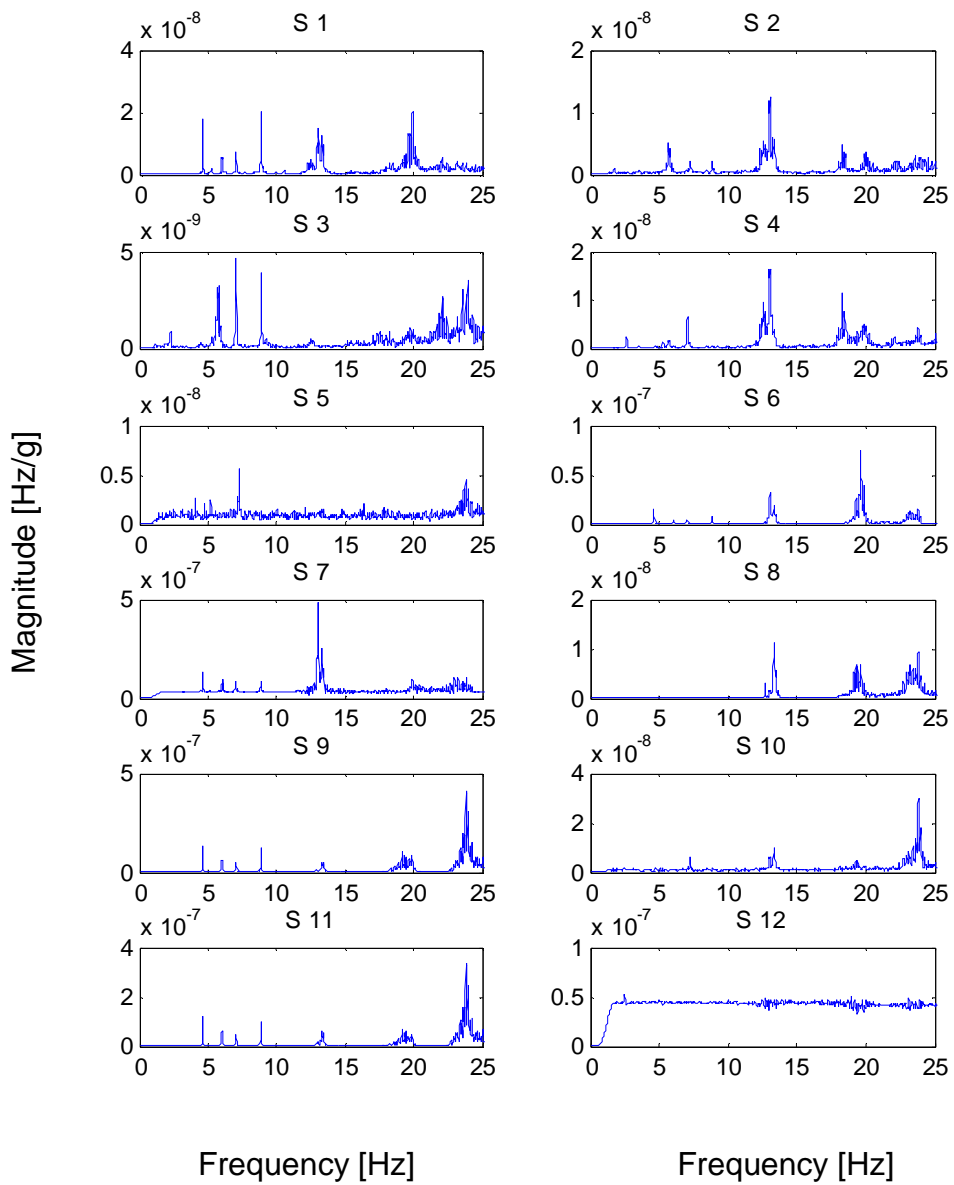 x 10^-8 S 1
4
2
0
0 5 10 15 20 25
x 10^-8 S 2
2
1
0
0 5 10 15 20 25
x 10^-9 S 3
5
0
0 5 10 15 20 25
x 10^-8 S 4
2
1
0
0 5 10 15 20 25
x 10^-8 S 5
1
0.5
0
0 5 10 15 20 25
x 10^-7 S 6
1
0.5
0
0 5 10 15 20 25
x 10^-7 S 7
5
0
0 5 10 15 20 25
x 10^-8 S 8
2
1
0
0 5 10 15 20 25
x 10^-7 S 9
5
0
0 5 10 15 20 25
x 10^-8 S 10
4
2
0
0 5 10 15 20 25
x 10^-7 S 11
4
2
0
0 5 10 15 20 25
x 10^-7 S 12
1
0.5
0
0 5 10 15 20 25
Magnitude [Hz/g]
Frequency [Hz]
Frequency [Hz]